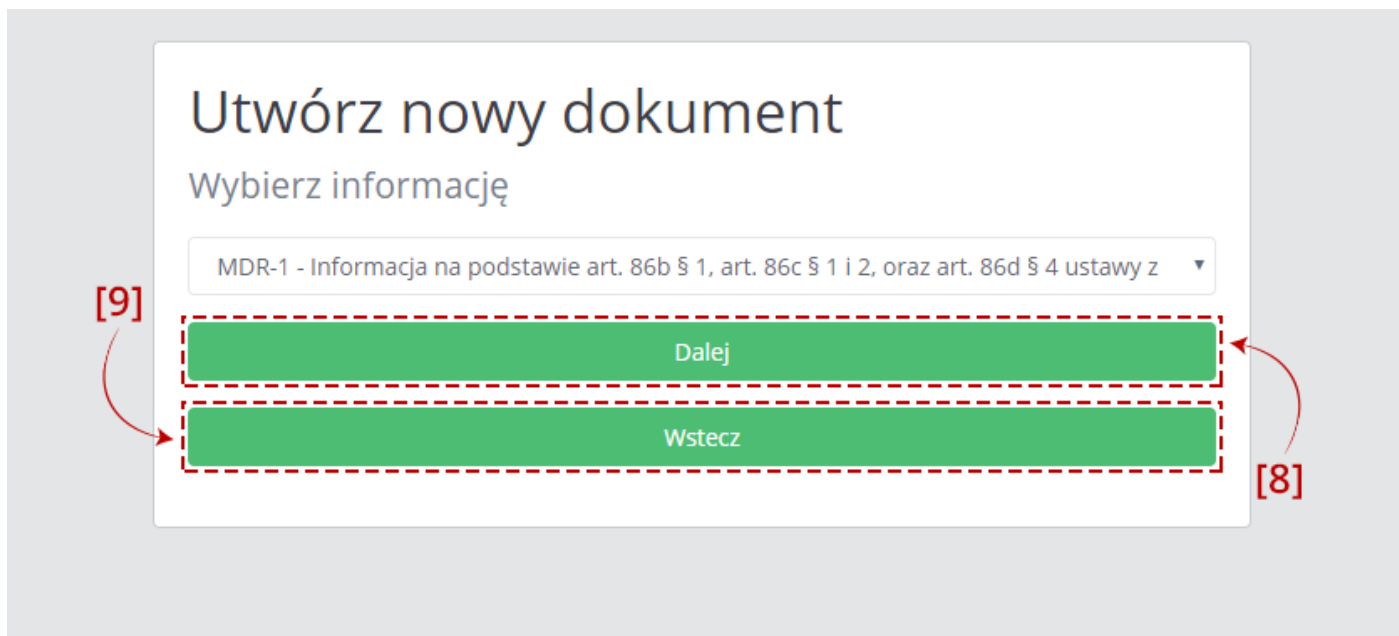 Utwórz nowy dokument
Wybierz informację
MDR-1 - Informacja na podstawie art. 86b § 1, art. 86c § 1 i 2, oraz art. 86d § 4 ustawy z
[9]
Dalej
Wstecz
[8]